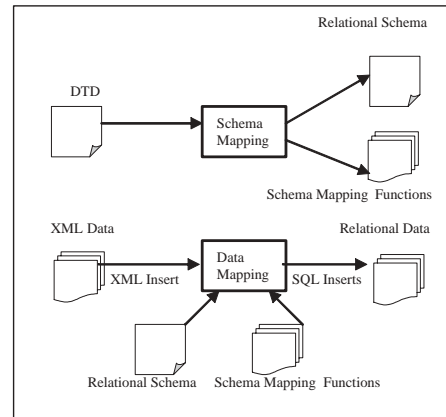 Relational Schema
DTD
Schema
Mapping
Schema Mapping Functions
XML Data
Relational Data
Data
Mapping
XML Insert
SQL Inserts
Relational Schema
Schema Mapping Functions